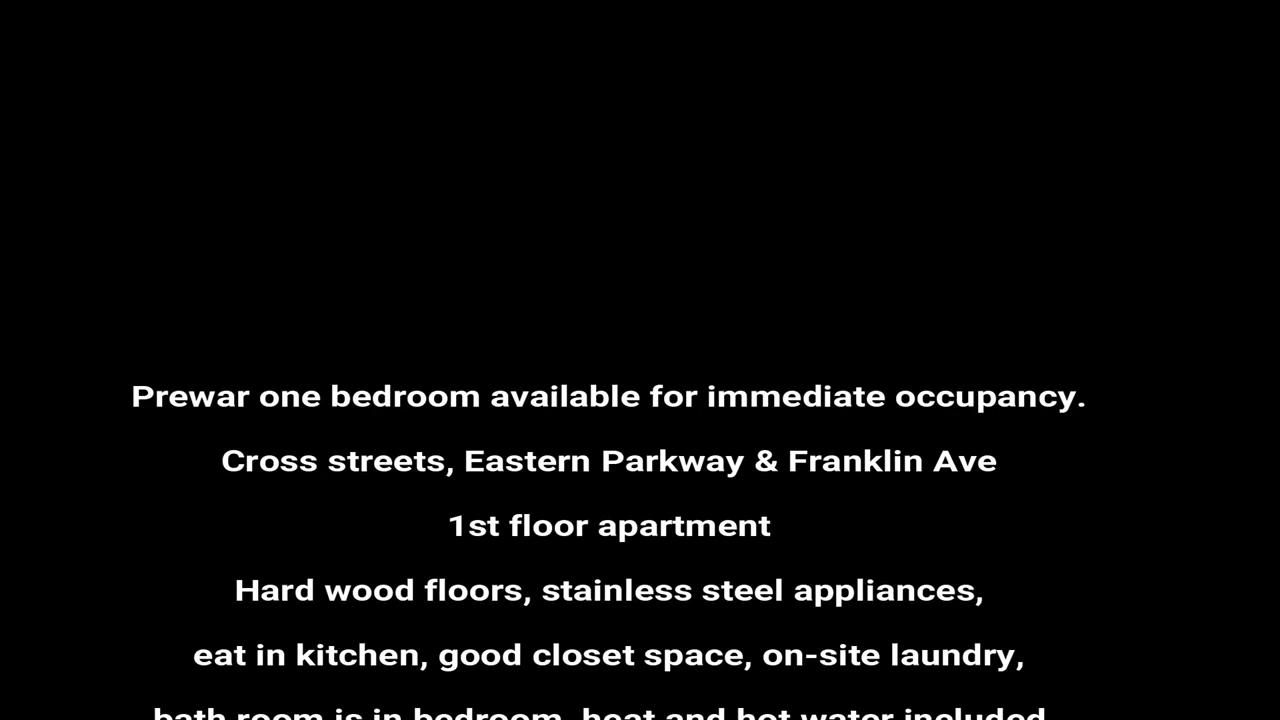 Prewar one bedroom available for immediate occupancy.
Cross streets, Eastern Parkway & Franklin Ave
1st floor apartment
Hard wood floors, stainless steel appliances,
eat in kitchen, good closet space, on-site laundry,
bath room is in bedroom, heat and hot water included